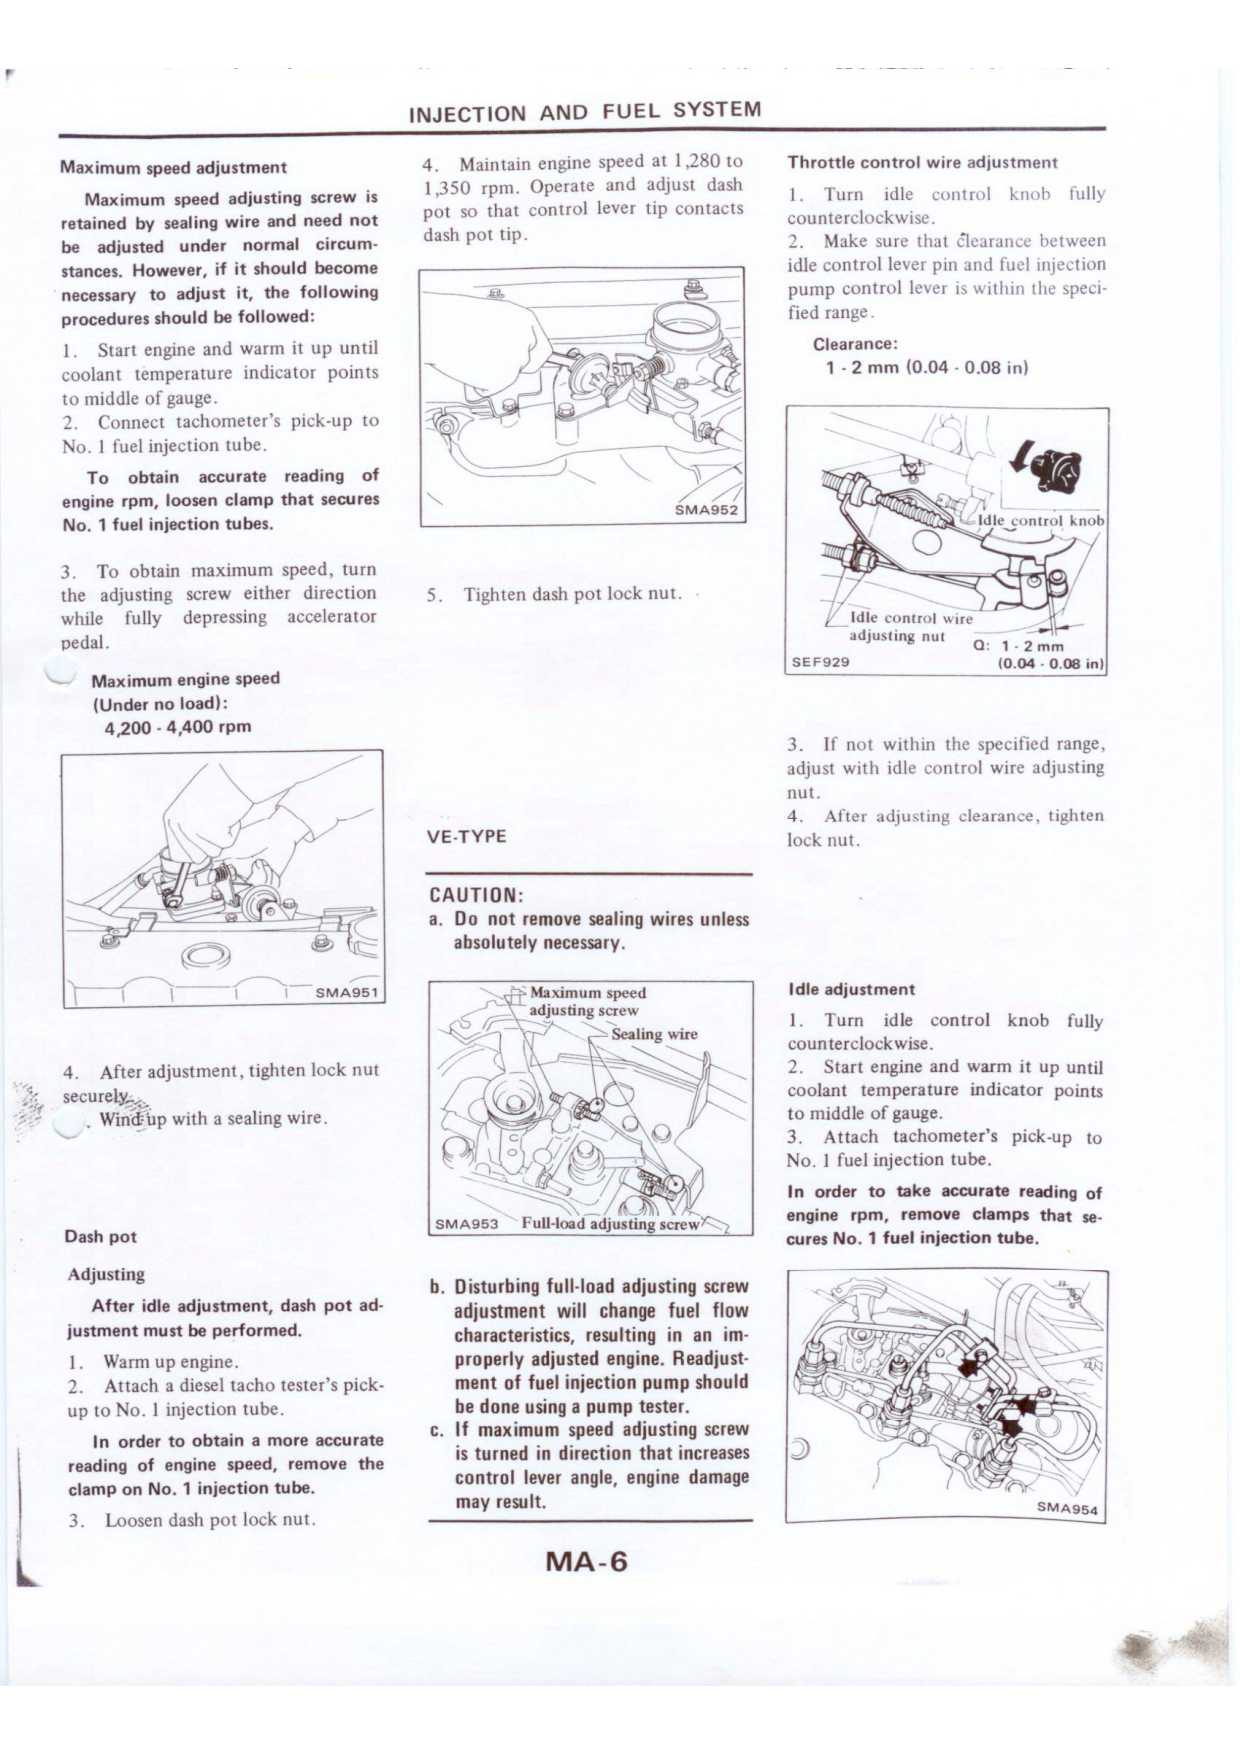 INJECTION AND FUEL SYSTEM
Maximum speed adjustment
Maximum speed adjusting screw is
retained by sealing wire and need not
be adjusted under normal circum-
stances. However, if it should become
necessary to adjust it, the following
procedures should be followed:
1. Start engine and warm it up until
coolant temperature indicator points
to middle of gauge.
2. Connect tachometer's pick-up to
No. 1 fuel injection tube.
To obtain accurate reading of
engine rpm, loosen clamp that secures
No. 1 fuel injection tubes.
3. To obtain maximum speed, turn
the adjusting screw either direction
while fully depressing accelerator
pedal.
Maximum engine speed
(Under no load):
4,200 - 4,400 rpm
SMA951
4. After adjustment, tighten lock nut
securely.
Wind up with a sealing wire.
Dash pot
Adjusting
After idle adjustment, dash pot ad-
justment must be performed.
1. Warm up engine.
2. Attach a diesel tacho tester's pick-
up to No. 1 injection tube.
In order to obtain a more accurate
reading of engine speed, remove the
clamp on No. 1 injection tube.
3. Loosen dash pot lock nut.
4. Maintain engine speed at 1,280 to
1,350 rpm. Operate and adjust dash
pot so that control lever tip contacts
dash pot tip.
SMA952
5. Tighten dash pot lock nut.
VE-TYPE
CAUTION:
a. Do not remove sealing wires unless
absolutely necessary.
Maximum speed
adjusting screw
Sealing wire
SMA953 Full-load adjusting screw
b. Disturbing full-load adjusting screw
adjustment will change fuel flow
characteristics, resulting in an im-
properly adjusted engine. Readjust-
ment of fuel injection pump should
be done using a pump tester.
c. If maximum speed adjusting screw
is turned in direction that increases
control lever angle, engine damage
may result.
Throttle control wire adjustment
1. Turn idle control knob fully
counterclockwise.
2. Make sure that clearance between
idle control lever pin and fuel injection
pump control lever is within the speci-
fied range.
Clearance:
1 - 2 mm (0.04 - 0.08 in)
Idle control knob
Idle control wire
adjusting nut
Q: 1 - 2 mm
SEF929 (0.04 - 0.08 in)
3. If not within the specified range,
adjust with idle control wire adjusting
nut.
4. After adjusting clearance, tighten
lock nut.
Idle adjustment
1. Turn idle control knob fully
counterclockwise.
2. Start engine and warm it up until
coolant temperature indicator points
to middle of gauge.
3. Attach tachometer's pick-up to
No. 1 fuel injection tube.
In order to take accurate reading of
engine rpm, remove clamps that se-
cures No. 1 fuel injection tube.
SMA954
MA-6